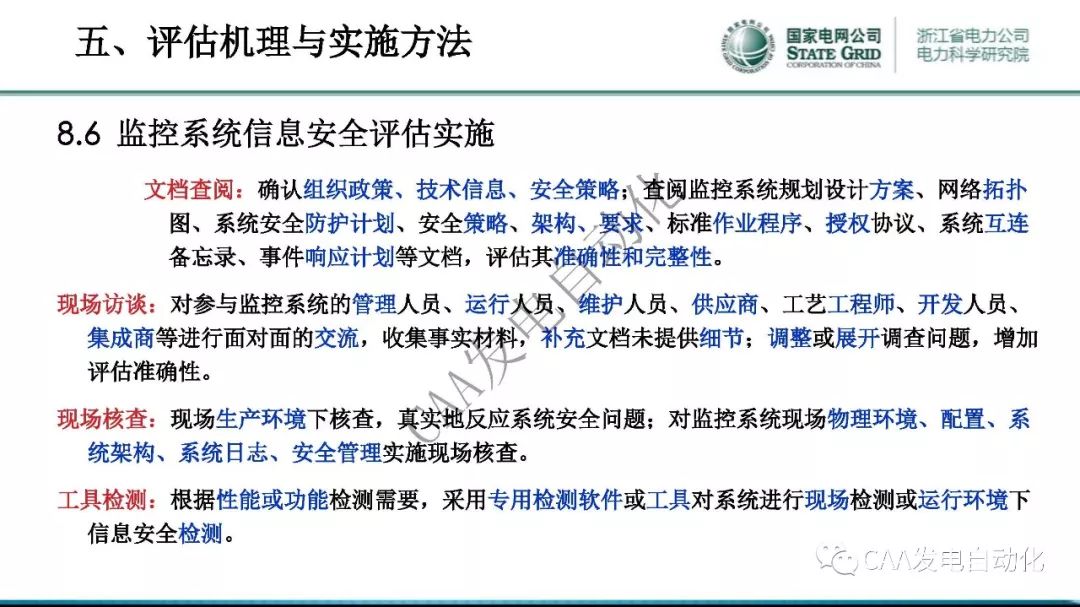 五、评估机理与实施方法
国家电网公司
STATE GRID
CORPORATION OF CHINA
浙江省电力公司
电力科学研究院
8.6 监控系统信息安全评估实施
文档查阅：确认组织政策、技术信息、安全策略；查阅监控系统规划设计方案、网络拓扑
图、系统安全防护计划、安全策略、架构、要求、标准作业程序、授权协议、系统互连
备忘录、事件响应计划等文档，评估其准确性和完整性。
现场访谈：对参与监控系统的管理人员、运行人员、维护人员、供应商、工艺工程师、开发人员、
集成商等进行面对面的交流，收集事实材料，补充文档未提供细节；调整或展开调查问题，增加
评估准确性。
现场核查：现场生产环境下核查，真实地反应系统安全问题；对监控系统现场物理环境、配置、系
统架构、系统日志、安全管理实施现场核查。
工具检测：根据性能或功能检测需要，采用专用检测软件或工具对系统进行现场检测或运行环境下
信息安全检测。
CAA发电自动化
CAA发电自动化